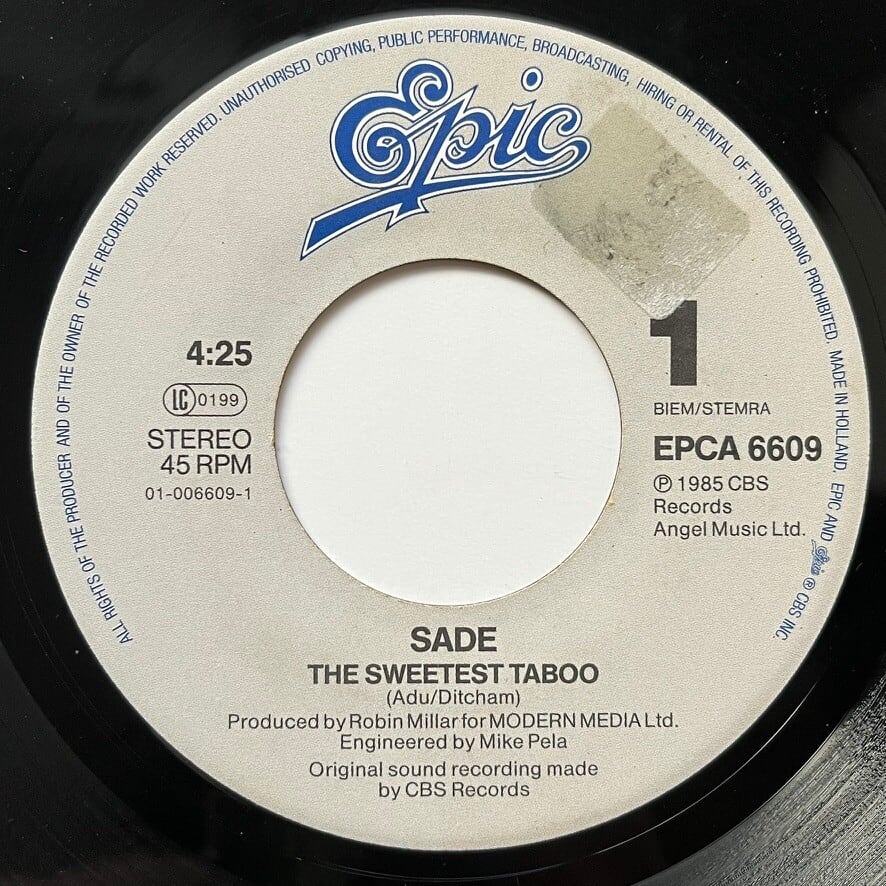 ALL RIGHTS OF THE PRODUCER AND OF THE OWNER OF THE RECORDED WORK RESERVED. UNAUTHORISED COPYING, PUBLIC PERFORMANCE, BROADCASTING, HIRING OR RENTAL OF THIS RECORDING PROHIBITED. MADE IN HOLLAND, EPIC AND Epic ® CBS INC.
Epic
4:25
LC 0199
STEREO
45 RPM
01-006609-1
1
BIEM/STEMRA
EPCA 6609
℗ 1985 CBS
Records
Angel Music Ltd.
SADE
THE SWEETEST TABOO
(Adu/Ditcham)
Produced by Robin Millar for MODERN MEDIA Ltd.
Engineered by Mike Pela
Original sound recording made
by CBS Records